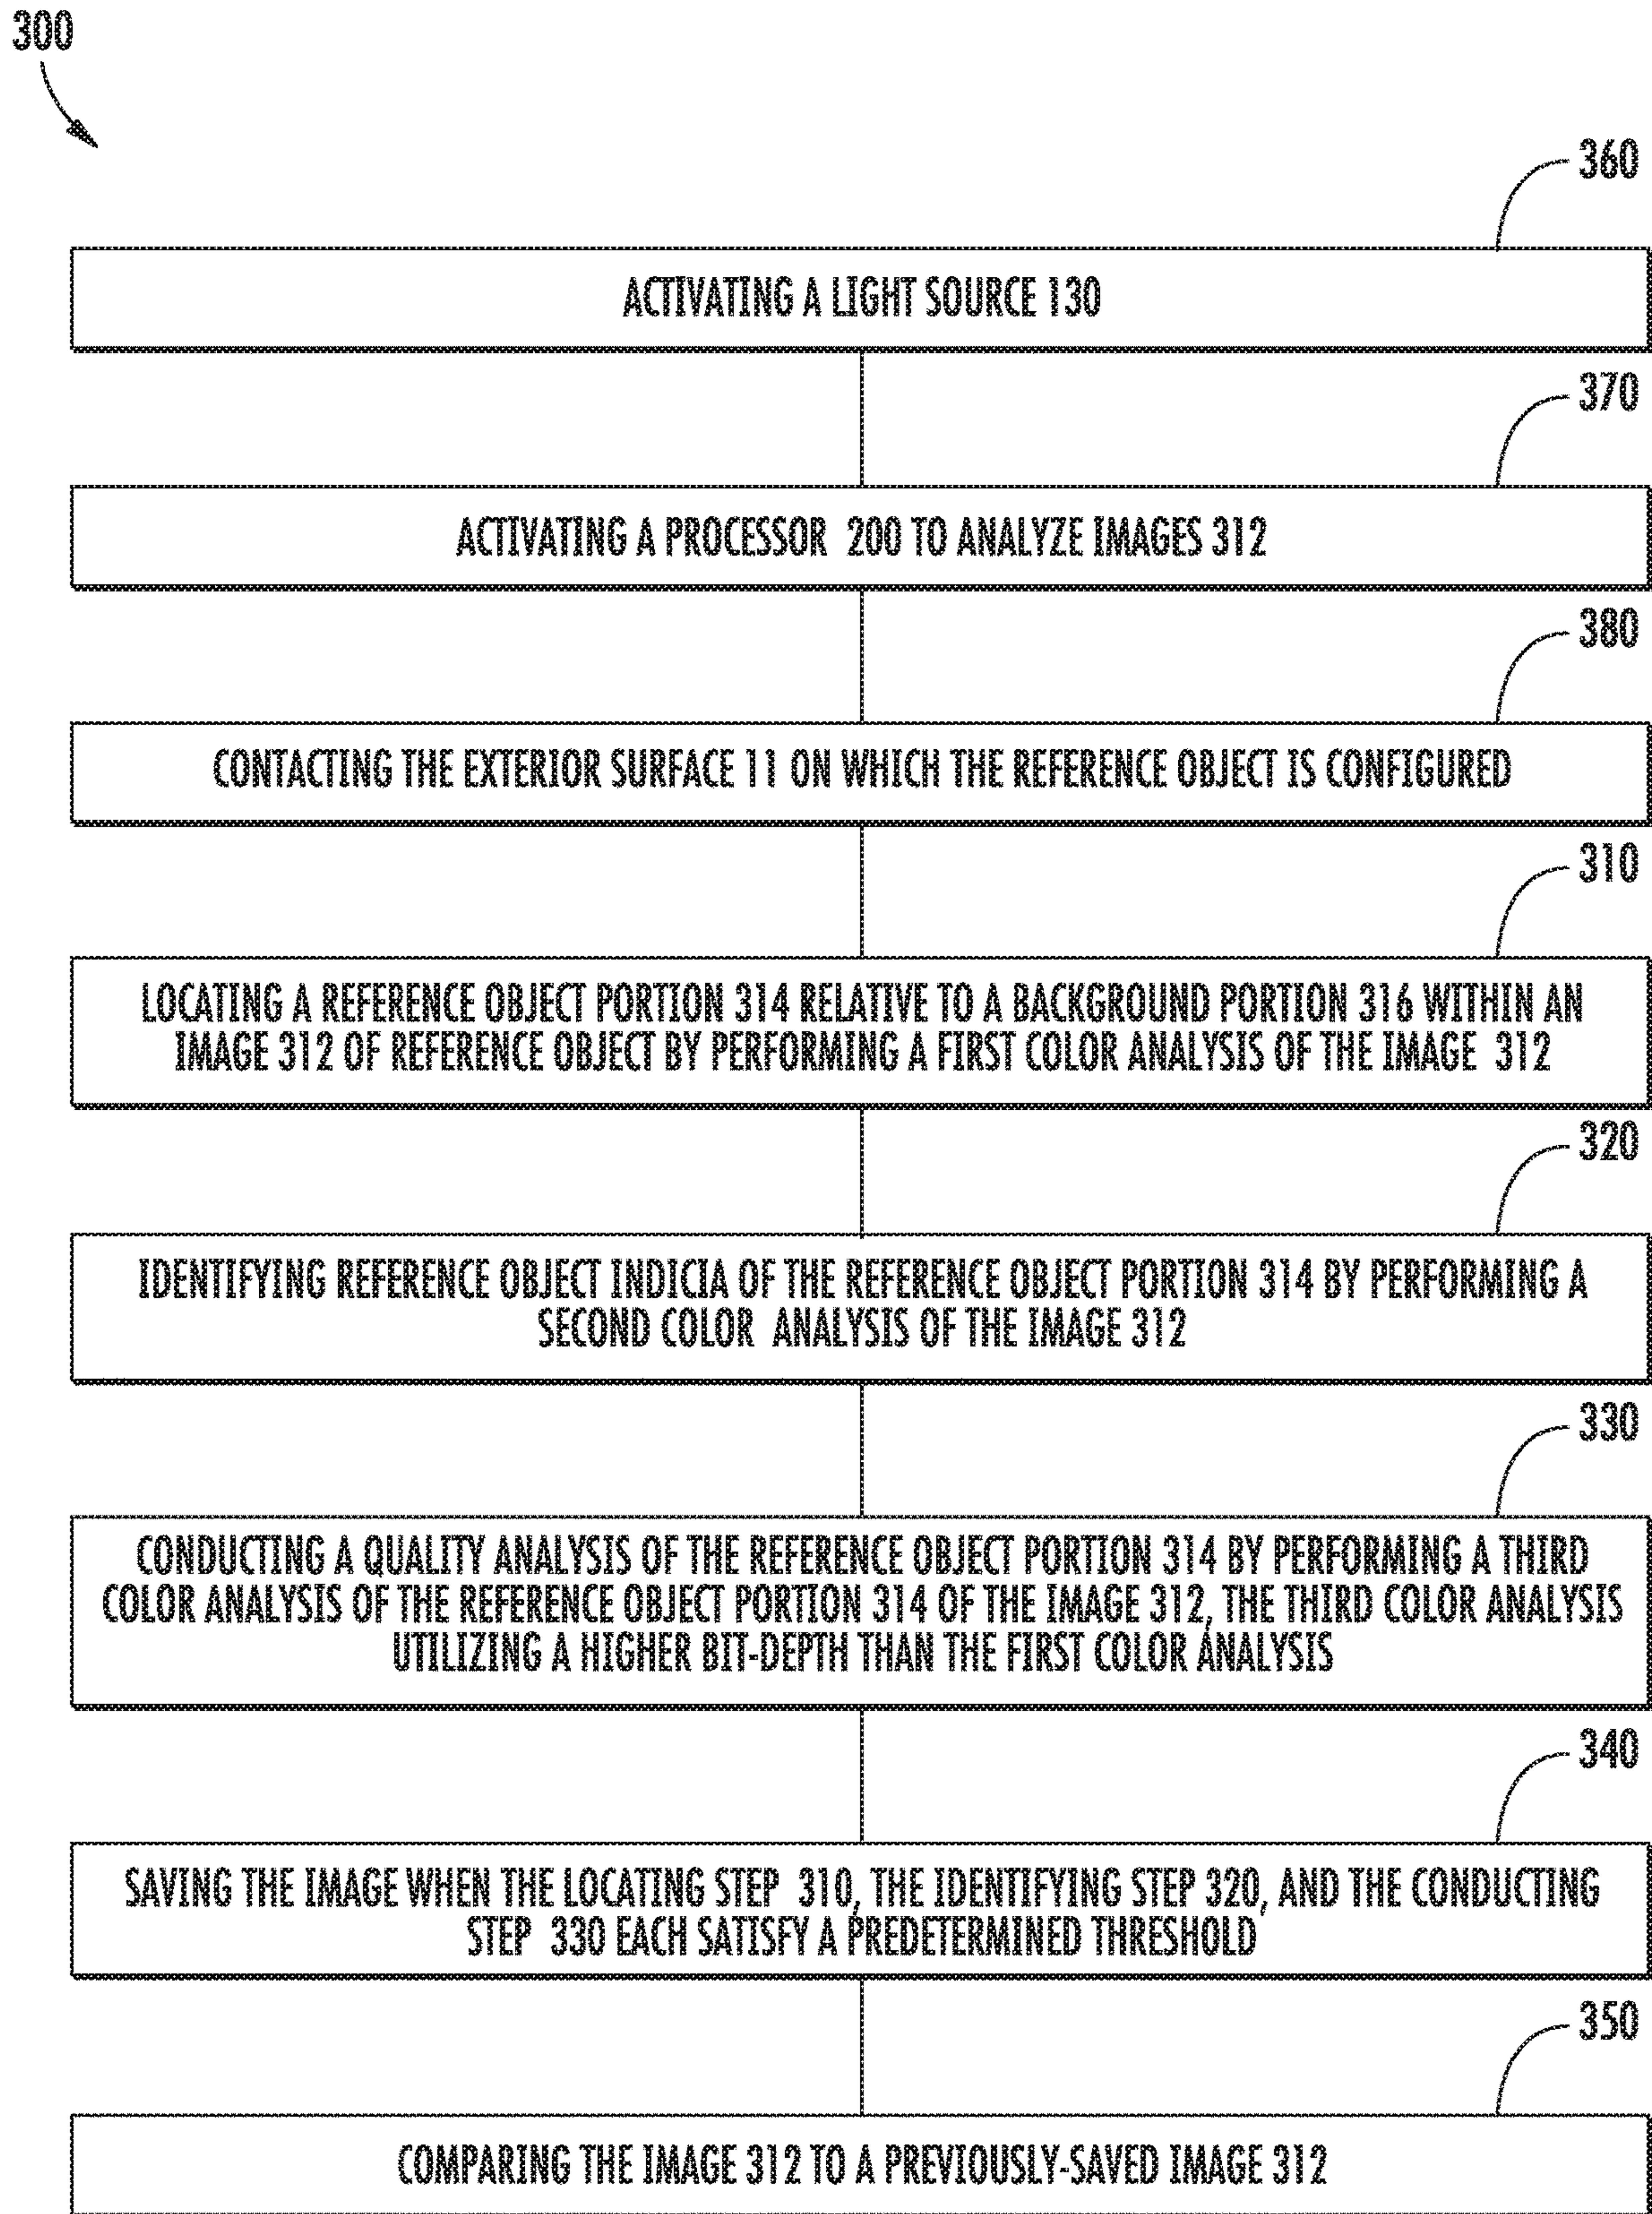 300
360
ACTIVATING A LIGHT SOURCE 130
370
ACTIVATING A PROCESSOR 200 TO ANALYZE IMAGES 312
380
CONTACTING THE EXTERIOR SURFACE 11 ON WHICH THE REFERENCE OBJECT IS CONFIGURED
310
LOCATING A REFERENCE OBJECT PORTION 314 RELATIVE TO A BACKGROUND PORTION 316 WITHIN AN
IMAGE 312 OF REFERENCE OBJECT BY PERFORMING A FIRST COLOR ANALYSIS OF THE IMAGE 312
320
IDENTIFYING REFERENCE OBJECT INDICIA OF THE REFERENCE OBJECT PORTION 314 BY PERFORMING A
SECOND COLOR ANALYSIS OF THE IMAGE 312
330
CONDUCTING A QUALITY ANALYSIS OF THE REFERENCE OBJECT PORTION 314 BY PERFORMING A THIRD
COLOR ANALYSIS OF THE REFERENCE OBJECT PORTION 314 OF THE IMAGE 312, THE THIRD COLOR ANALYSIS
UTILIZING A HIGHER BIT-DEPTH THAN THE FIRST COLOR ANALYSIS
340
SAVING THE IMAGE WHEN THE LOCATING STEP 310, THE IDENTIFYING STEP 320, AND THE CONDUCTING
STEP 330 EACH SATISFY A PREDETERMINED THRESHOLD
350
COMPARING THE IMAGE 312 TO A PREVIOUSLY-SAVED IMAGE 312